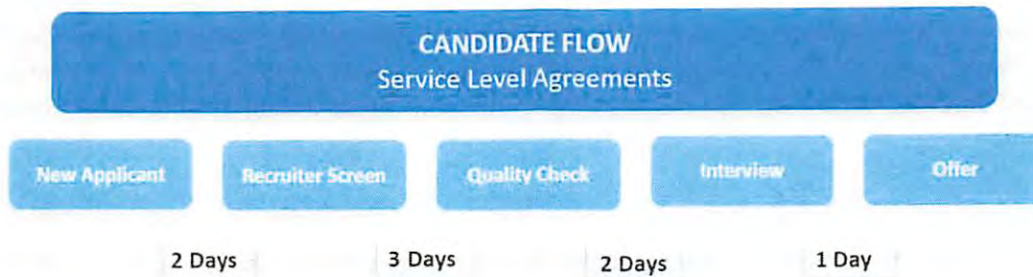 CANDIDATE FLOW
Service Level Agreements
New Applicant
Recruiter Screen
Quality Check
Interview
Offer
2 Days
3 Days
2 Days
1 Day